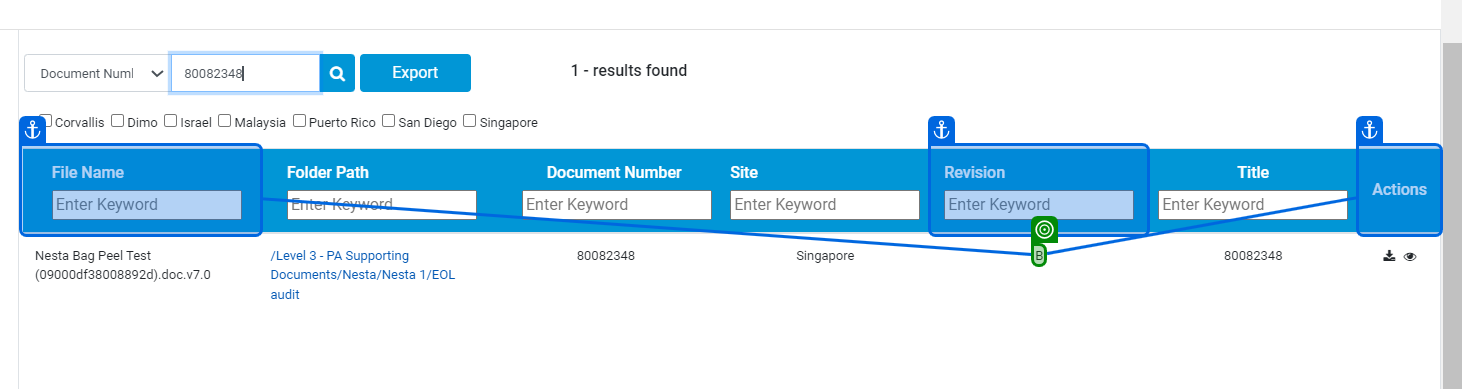 Document Numl 80082348 Export 1 - results found
Corvallis Dimo Israel Malaysia Puerto Rico San Diego Singapore
File Name Folder Path Document Number Site Revision Title Actions
Enter Keyword Enter Keyword Enter Keyword Enter Keyword Enter Keyword Enter Keyword
Nesta Bag Peel Test /Level 3 - PA Supporting 80082348 Singapore B 80082348
(09000df38008892d).doc.v7.0 Documents/Nesta/Nesta 1/EOL
audit